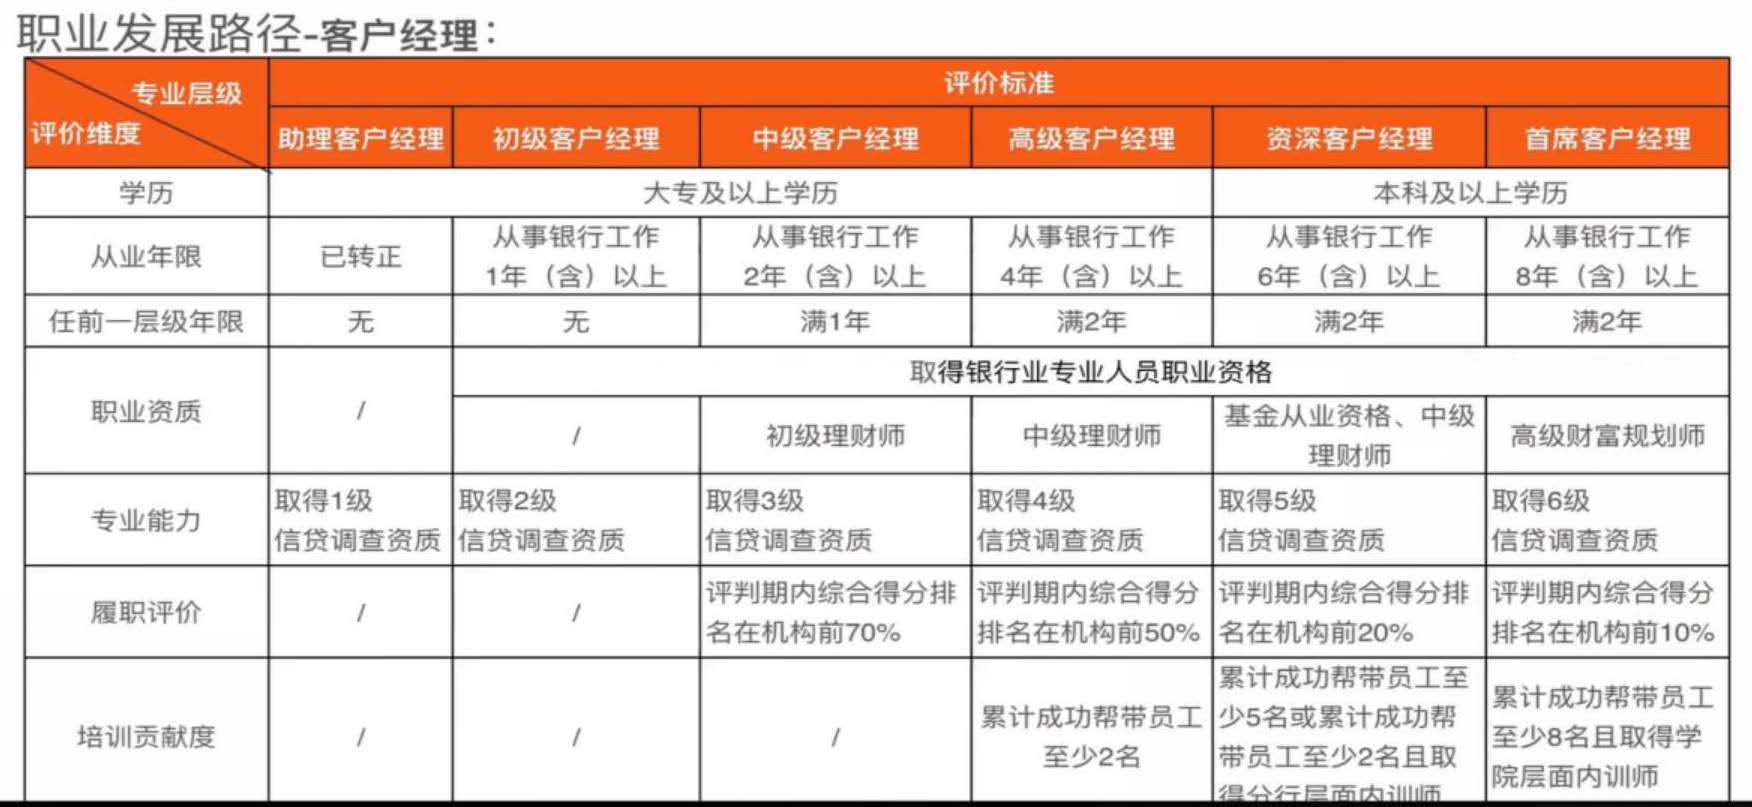 职业发展路径-客户经理：
专业层级
评价维度
评价标准
助理客户经理
初级客户经理
中级客户经理
高级客户经理
资深客户经理
首席客户经理
学历
大专及以上学历
本科及以上学历
从业年限
已转正
从事银行工作
1年（含）以上
从事银行工作
2年（含）以上
从事银行工作
4年（含）以上
从事银行工作
6年（含）以上
从事银行工作
8年（含）以上
任前一层级年限
无
无
满1年
满2年
满2年
满2年
职业资质
/
取得银行业专业人员职业资格
/
初级理财师
中级理财师
基金从业资格、中级
理财师
高级财富规划师
专业能力
取得1级
信贷调查资质
取得2级
信贷调查资质
取得3级
信贷调查资质
取得4级
信贷调查资质
取得5级
信贷调查资质
取得6级
信贷调查资质
履职评价
/
/
评判期内综合得分排
名在机构前70%
评判期内综合得分
排名在机构前50%
评判期内综合得分排
名在机构前20%
评判期内综合得分
排名在机构前10%
培训贡献度
/
/
/
累计成功帮带员工
至少2名
累计成功帮带员工至
少5名或累计成功帮
带员工至少2名且取
得分行层面内训师
累计成功帮带员工
至少8名且取得学
院层面内训师